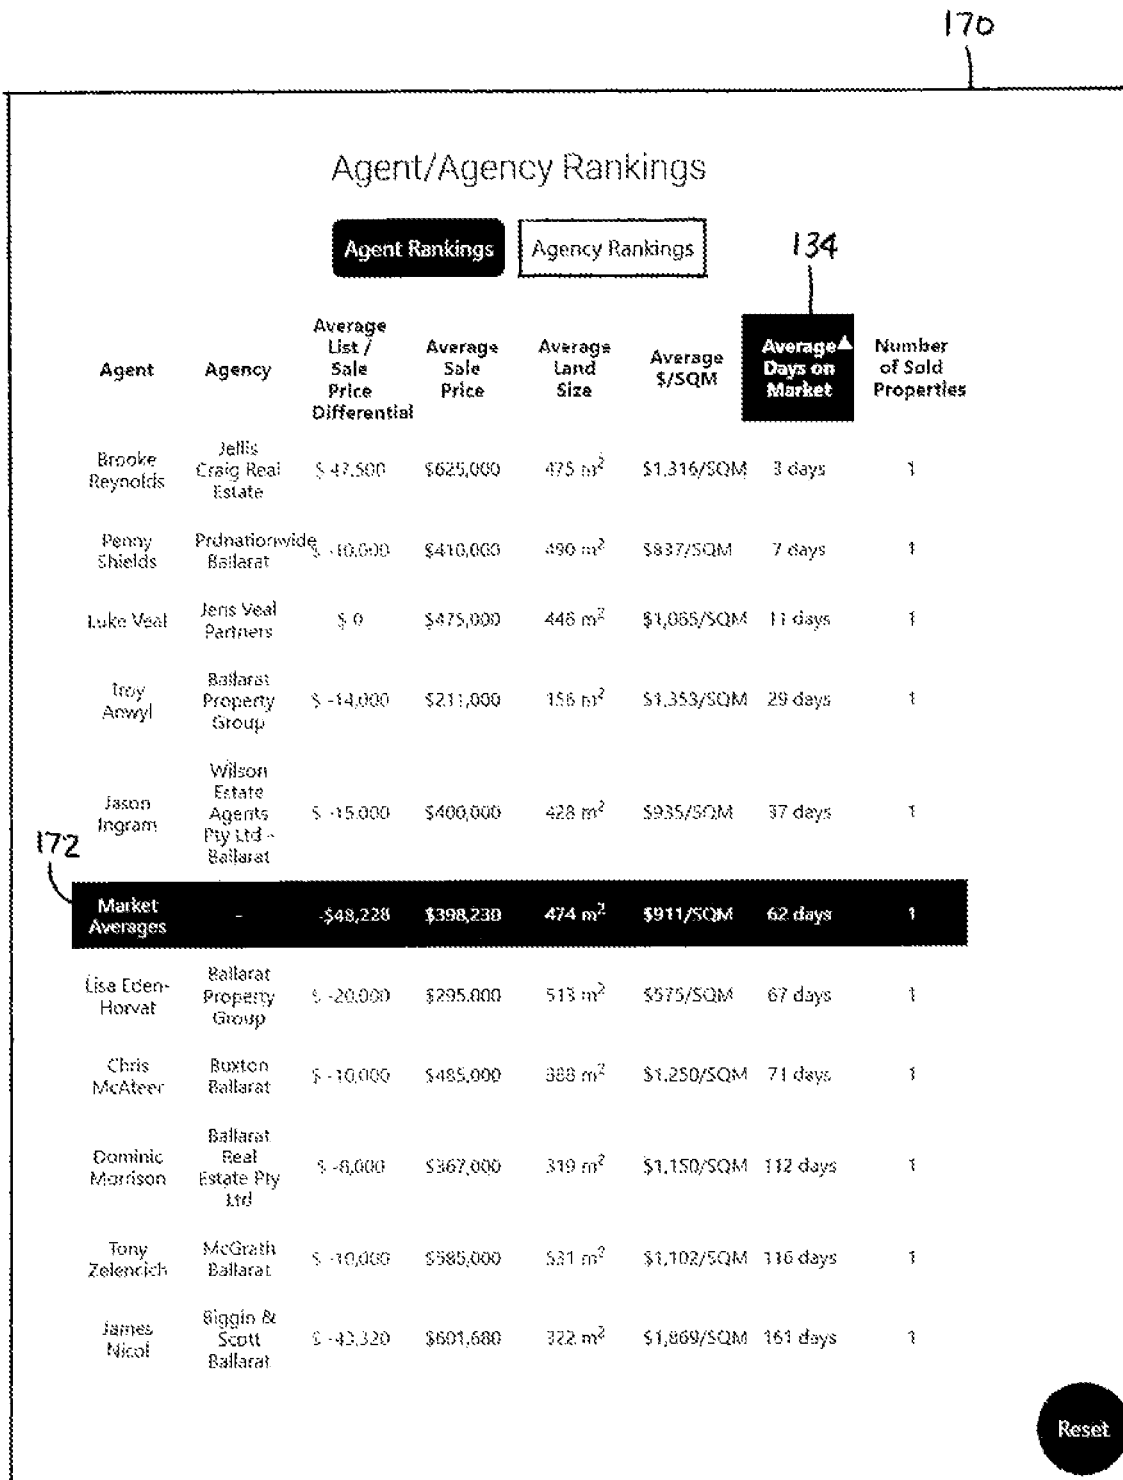 170
Agent/Agency Rankings
Agent Rankings Agency Rankings
134
Agent Agency Average List / Sale Price Differential Average Sale Price Average Land Size Average $/SQM Average Days on Market ▲ Number of Sold Properties
Brooke Reynolds Jellis Craig Real Estate $ 47,500 $625,000 475 m² $1,316/SQM 3 days 1
Penny Shields Prdnationwide Ballarat $ -10,000 $410,000 490 m² $837/SQM 7 days 1
Luke Veal Jens Veal Partners $ 0 $475,000 446 m² $1,065/SQM 11 days 1
Troy Anwyl Ballarat Property Group $ -14,000 $211,000 156 m² $1,353/SQM 29 days 1
Jason Ingram Wilson Estate Agents Pty Ltd - Ballarat $ -15,000 $400,000 428 m² $935/SQM 37 days 1
172
Market Averages - -$48,228 $398,230 474 m² $911/SQM 62 days 1
Lisa Eden-Horvat Ballarat Property Group $ -20,000 $295,000 513 m² $575/SQM 67 days 1
Chris McAteer Buxton Ballarat $ -10,000 $485,000 388 m² $1,250/SQM 71 days 1
Dominic Morrison Ballarat Real Estate Pty Ltd $ -8,000 $367,000 319 m² $1,150/SQM 112 days 1
Tony Zelencich McGrath Ballarat $ -10,000 $585,000 531 m² $1,102/SQM 116 days 1
James Nicol Biggin & Scott Ballarat $ -43,320 $601,680 322 m² $1,869/SQM 161 days 1
Reset